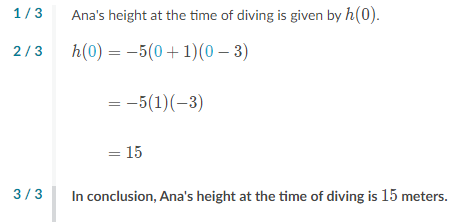 1 / 3 Ana's height at the time of diving is given by h(0).
2 / 3 h(0) = −5(0 + 1)(0 − 3)
= −5(1)(−3)
= 15
3 / 3 In conclusion, Ana's height at the time of diving is 15 meters.